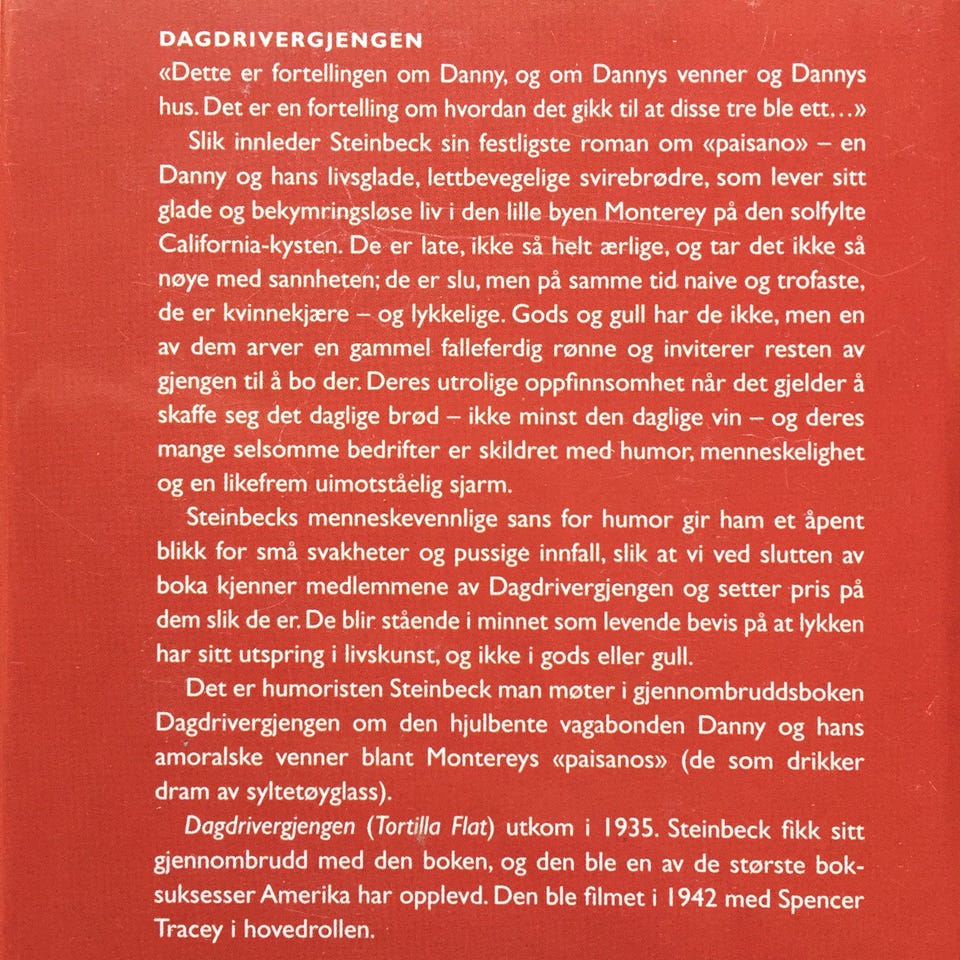 DAGDRIVERGJENGEN
«Dette er fortellingen om Danny, og om Dannys venner og Dannys
hus. Det er en fortelling om hvordan det gikk til at disse tre ble ett...»
Slik innleder Steinbeck sin festligste roman om «paisano» – en
Danny og hans livsglade, lettbevegelige svirebrødre, som lever sitt
glade og bekymringsløse liv i den lille byen Monterey på den solfylte
California-kysten. De er late, ikke så helt ærlige, og tar det ikke så
nøye med sannheten; de er slu, men på samme tid naive og trofaste,
de er kvinnekjære – og lykkelige. Gods og gull har de ikke, men en
av dem arver en gammel falleferdig rønne og inviterer resten av
gjengen til å bo der. Deres utrolige oppfinnsomhet når det gjelder å
skaffe seg det daglige brød – ikke minst den daglige vin – og deres
mange selsomme bedrifter er skildret med humor, menneskelighet
og en likefrem uimotståelig sjarm.
Steinbecks menneskevennlige sans for humor gir ham et åpent
blikk for små svakheter og pussige innfall, slik at vi ved slutten av
boka kjenner medlemmene av Dagdrivergjengen og setter pris på
dem slik de er. De blir stående i minnet som levende bevis på at lykken
har sitt utspring i livskunst, og ikke i gods eller gull.
Det er humoristen Steinbeck man møter i gjennombruddsboken
Dagdrivergjengen om den hjulbente vagabonden Danny og hans
amoralske venner blant Montereys «paisanos» (de som drikker
dram av syltetøyglass).
Dagdrivergjengen (Tortilla Flat) utkom i 1935. Steinbeck fikk sitt
gjennombrudd med den boken, og den ble en av de største bok-
suksesser Amerika har opplevd. Den ble filmet i 1942 med Spencer
Tracey i hovedrollen.